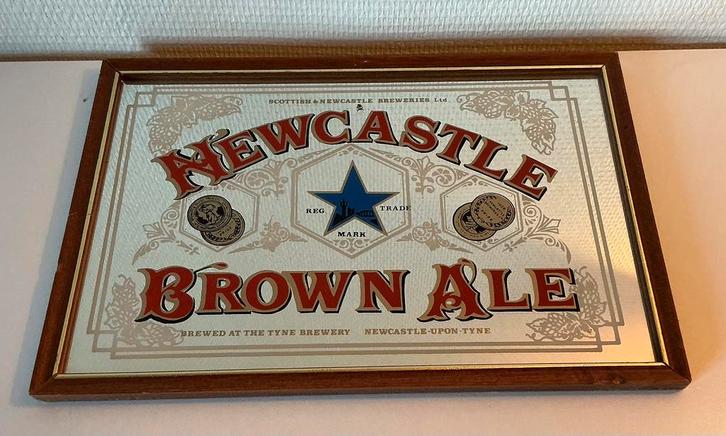 SCOTTISH & NEWCASTLE BREWERIES Ltd.
NEWCASTLE
REG TRADE
MARK
BROWN ALE
BREWED AT THE TYNE BREWERY NEWCASTLE-UPON-TYNE